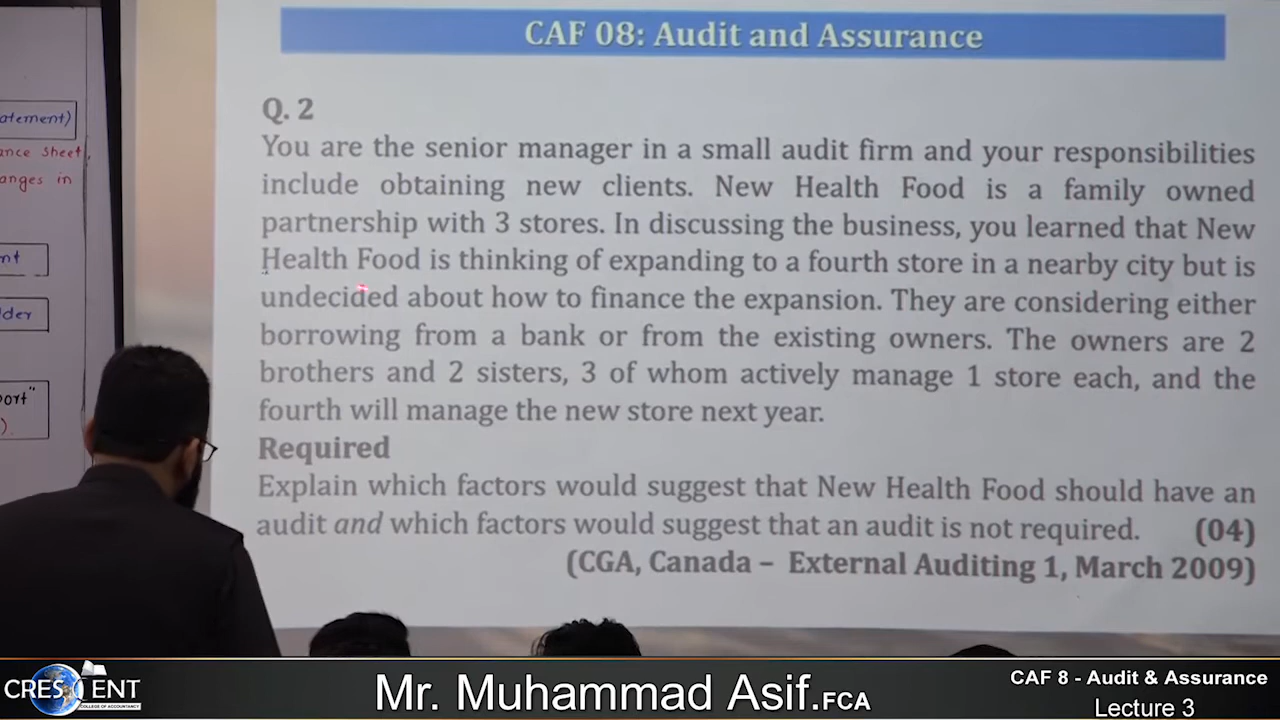 CAF 08: Audit and Assurance
atement)
ance sheet
anges in
nt
lder
port"
).
Q. 2
You are the senior manager in a small audit firm and your responsibilities
include obtaining new clients. New Health Food is a family owned
partnership with 3 stores. In discussing the business, you learned that New
Health Food is thinking of expanding to a fourth store in a nearby city but is
undecided about how to finance the expansion. They are considering either
borrowing from a bank or from the existing owners. The owners are 2
brothers and 2 sisters, 3 of whom actively manage 1 store each, and the
fourth will manage the new store next year.
Required
Explain which factors would suggest that New Health Food should have an
audit and which factors would suggest that an audit is not required. (04)
(CGA, Canada – External Auditing 1, March 2009)
CRESCENT
COLLEGE OF ACCOUNTANCY
Mr. Muhammad Asif.FCA
CAF 8 - Audit & Assurance
Lecture 3